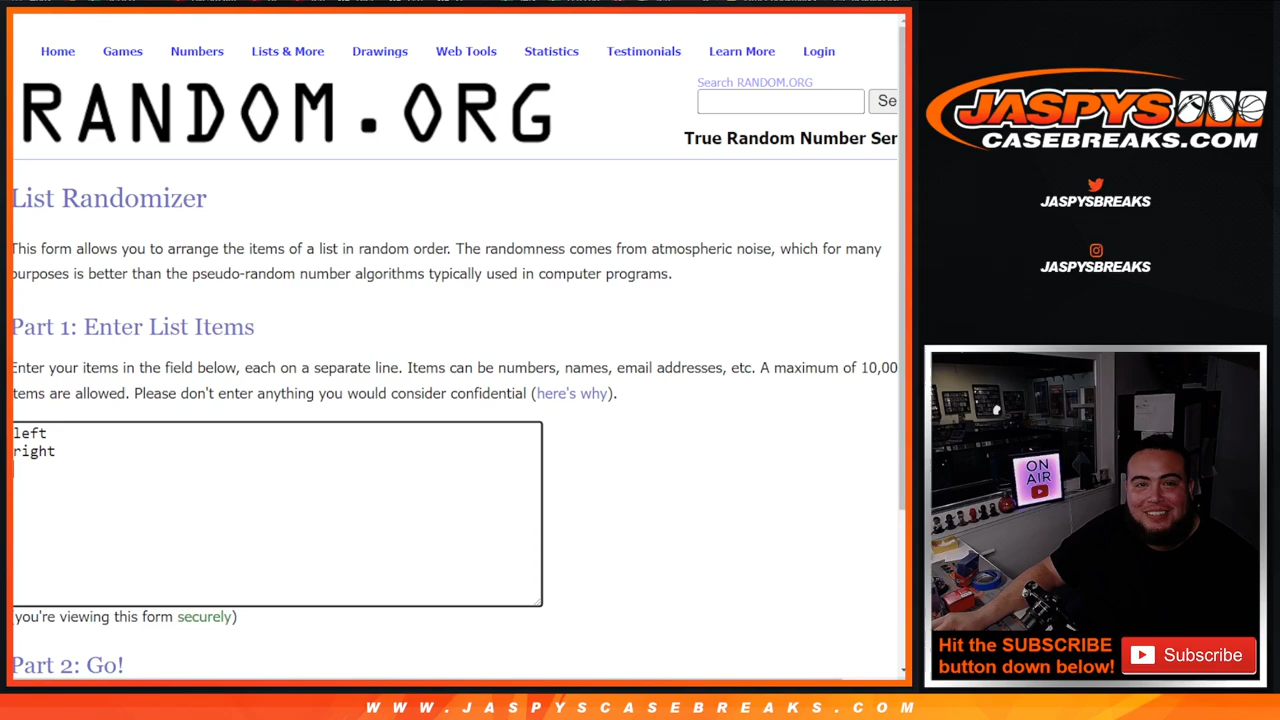 Home Games Numbers Lists & More Drawings Web Tools Statistics Testimonials Learn More Login
RANDOM.ORG
Search RANDOM.ORG
Se
True Random Number Ser
List Randomizer
This form allows you to arrange the items of a list in random order. The randomness comes from atmospheric noise, which for many
purposes is better than the pseudo-random number algorithms typically used in computer programs.
Part 1: Enter List Items
Enter your items in the field below, each on a separate line. Items can be numbers, names, email addresses, etc. A maximum of 10,00
items are allowed. Please don't enter anything you would consider confidential (here's why).
left
right
(you're viewing this form securely)
Part 2: Go!
JASPYS
CASEBREAKS.COM
JASPYSBREAKS
JASPYSBREAKS
ON
AIR
Hit the SUBSCRIBE
button down below!
Subscribe
WWW.JASPYSCASEBREAKS.COM